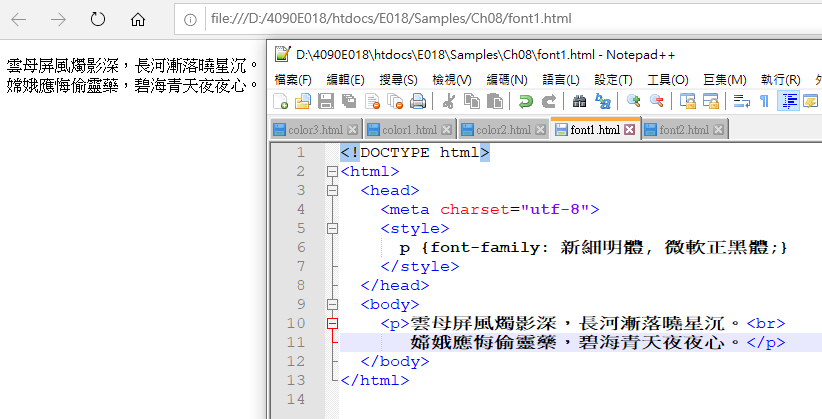 file:///D:/4090E018/htdocs/E018/Samples/Ch08/font1.html
雲母屏風燭影深，長河漸落曉星沉。
嫦娥應悔偷靈藥，碧海青天夜夜心。
D:\4090E018\htdocs\E018\Samples\Ch08\font1.html - Notepad++
檔案(F) 編輯(E) 搜尋(S) 檢視(V) 編碼(N) 語言(L) 設定(T) 工具(O) 巨集(M) 執行(R) 外
color3.html color1.html color2.html font1.html font2.html
1 <!DOCTYPE html>
2 <html>
3 <head>
4 <meta charset="utf-8">
5 <style>
6 p {font-family: 新細明體, 微軟正黑體;}
7 </style>
8 </head>
9 <body>
10 <p>雲母屏風燭影深，長河漸落曉星沉。<br>
11 嫦娥應悔偷靈藥，碧海青天夜夜心。</p>
12 </body>
13 </html>
14